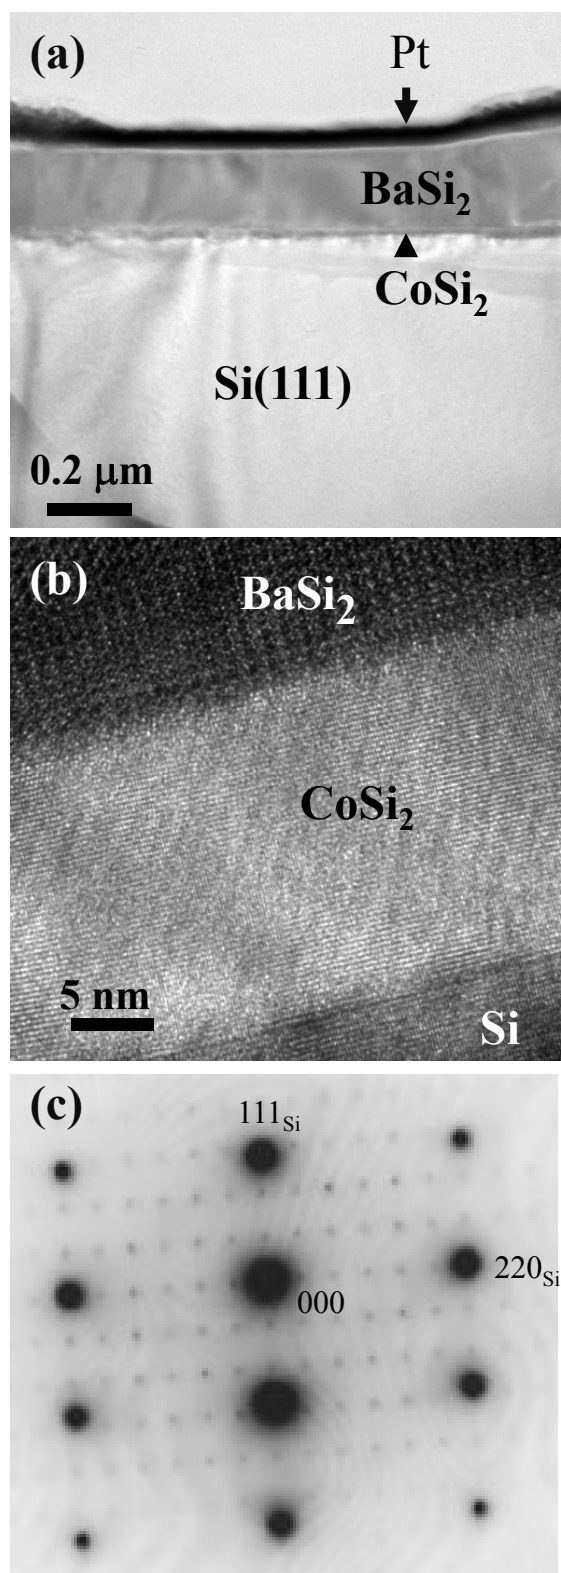 (a)
Pt
BaSi₂
CoSi₂
Si(111)
0.2 μm
(b)
BaSi₂
CoSi₂
5 nm
Si
(c)
111Si
220Si
000